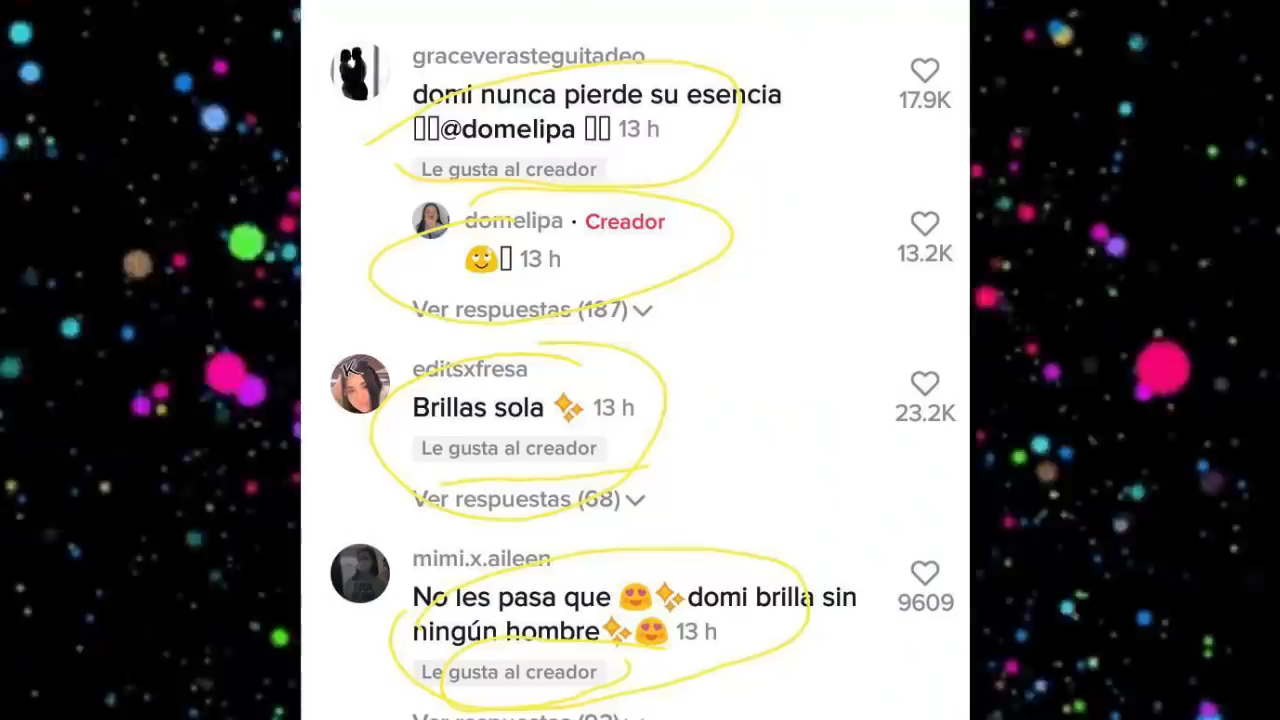 graceverasteguitadeo
domi nunca pierde su esencia
@domelipa 13 h
Le gusta al creador
17.9K
domelipa · Creador
13 h
13.2K
Ver respuestas (187)
editsxfresa
Brillas sola ✨ 13 h
Le gusta al creador
23.2K
Ver respuestas (68)
mimi.x.aileen
No les pasa que 😍✨domi brilla sin
ningún hombre✨😍 13 h
Le gusta al creador
9609
Ver respuestas